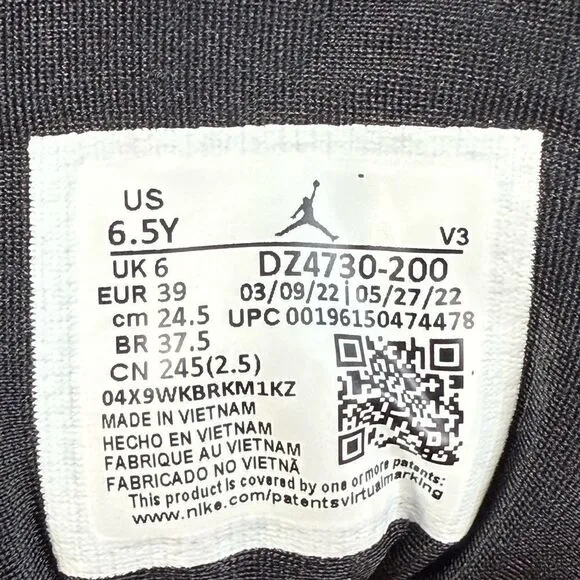 US
6.5Y
V3
UK 6
DZ4730-200
EUR 39
03/09/22|05/27/22
cm 24.5
UPC 00196150474478
BR 37.5
CN 245(2.5)
04X9WKBRKM1KZ
MADE IN VIETNAM
HECHO EN VIETNAM
FABRIQUE AU VIETNAM
FABRICADO NO VIETNÃ
This product is covered by one or more patents:
www.nike.com/patentsvirtualmarking